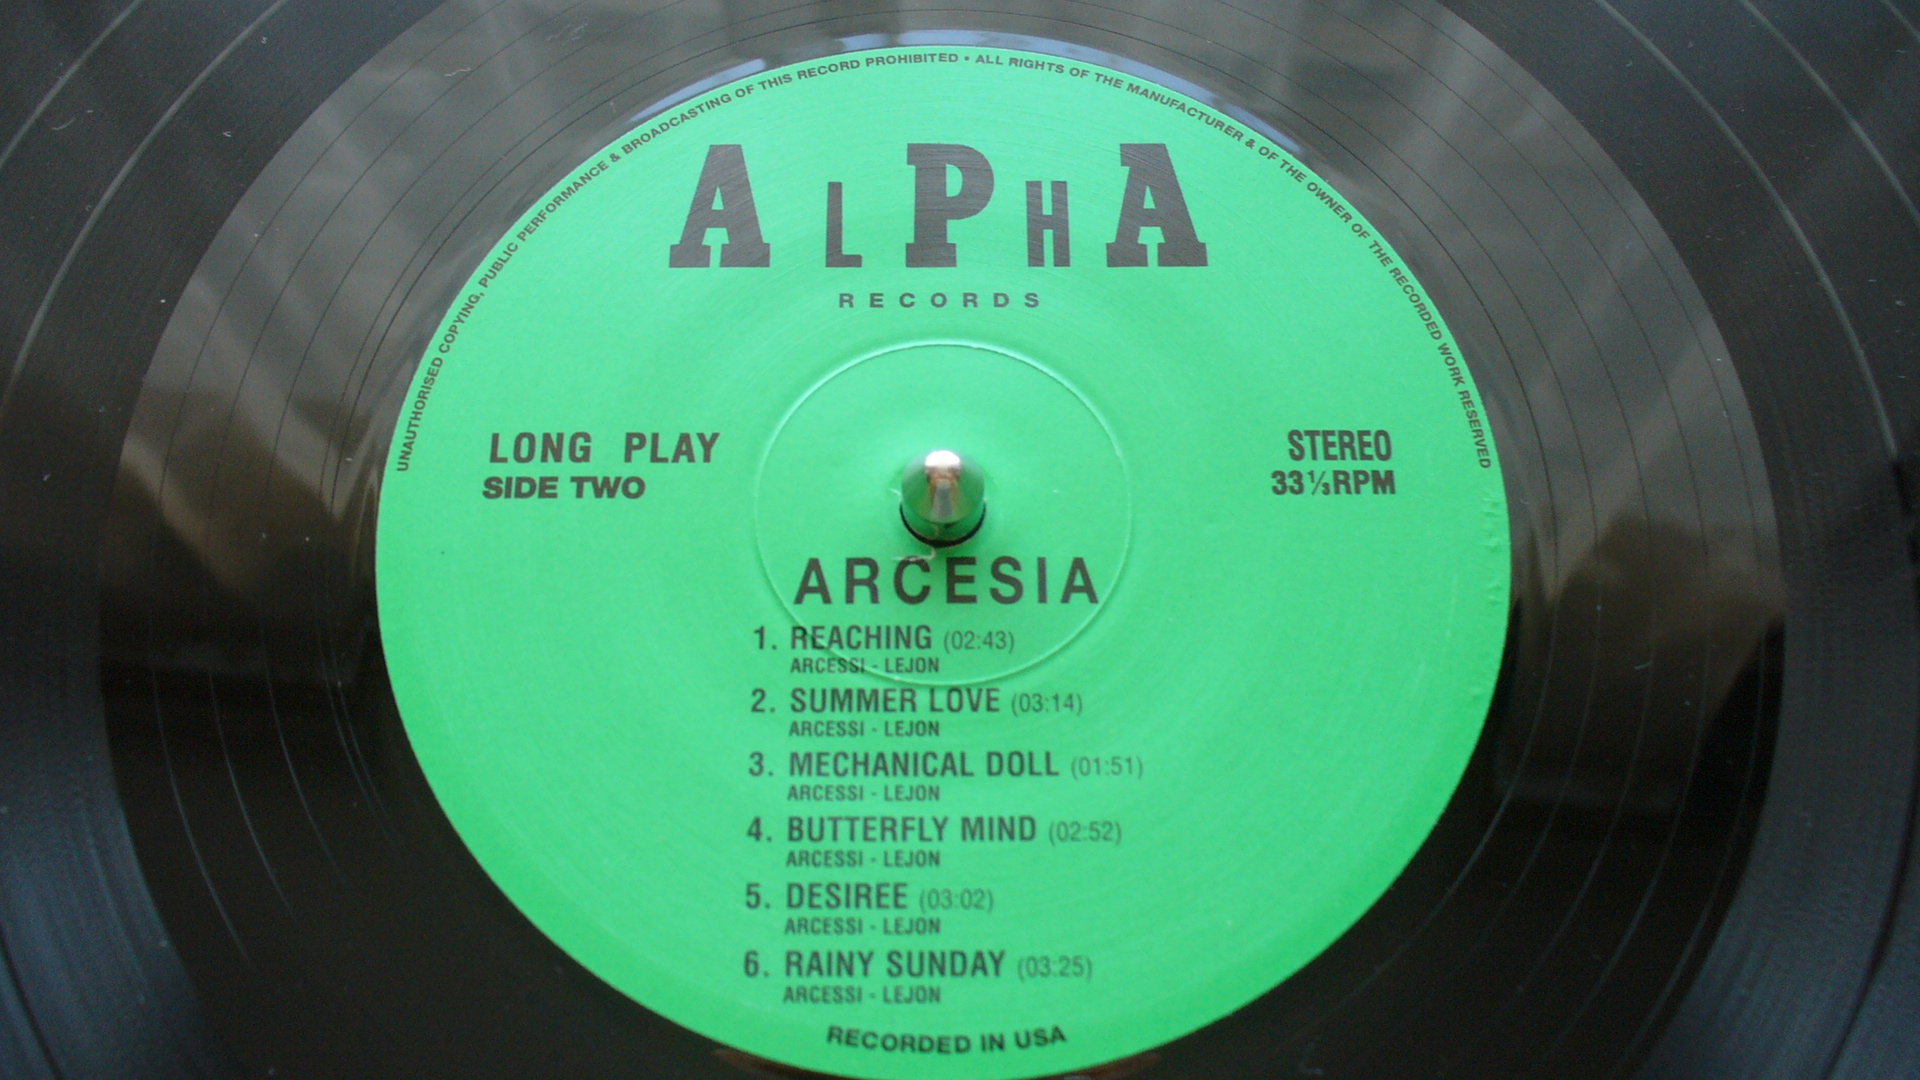 UNAUTHORISED COPYING, PUBLIC PERFORMANCE & BROADCASTING OF THIS RECORD PROHIBITED • ALL RIGHTS OF THE MANUFACTURER & OF THE OWNER OF THE RECORDED WORK RESERVED
ALPHA
RECORDS
LONG PLAY
SIDE TWO
STEREO
33⅓RPM
ARCESIA
1. REACHING (02:43)
ARCESSI - LEJON
2. SUMMER LOVE (03:14)
ARCESSI - LEJON
3. MECHANICAL DOLL (01:51)
ARCESSI - LEJON
4. BUTTERFLY MIND (02:52)
ARCESSI - LEJON
5. DESIREE (03:02)
ARCESSI - LEJON
6. RAINY SUNDAY (03:25)
ARCESSI - LEJON
RECORDED IN USA